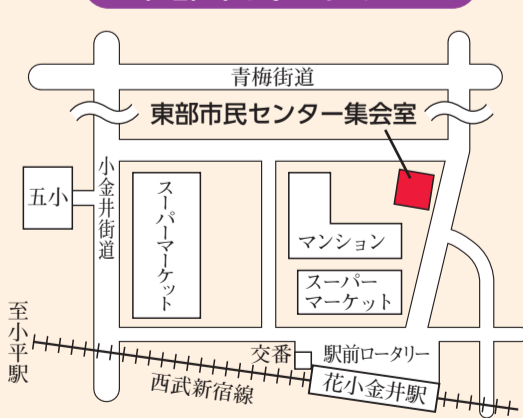 青梅街道
東部市民センター集会室
五小
小金井街道
スーパーマーケット
マンション
スーパー
マーケット
至小平駅
交番
駅前ロータリー
西武新宿線
花小金井駅